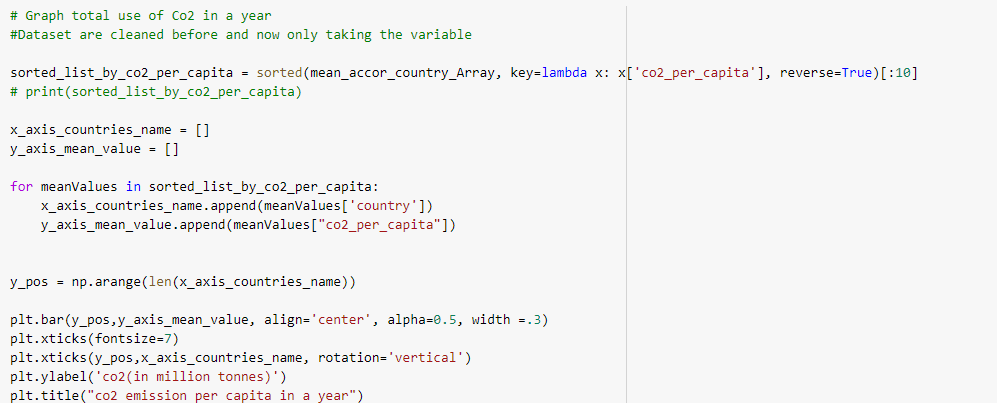 # Graph total use of Co2 in a year
#Dataset are cleaned before and now only taking the variable
sorted_list_by_co2_per_capita = sorted(mean_accor_country_Array, key=lambda x: x['co2_per_capita'], reverse=True)[:10]
# print(sorted_list_by_co2_per_capita)
x_axis_countries_name = []
y_axis_mean_value = []
for meanValues in sorted_list_by_co2_per_capita:
    x_axis_countries_name.append(meanValues['country'])
    y_axis_mean_value.append(meanValues["co2_per_capita"])
y_pos = np.arange(len(x_axis_countries_name))
plt.bar(y_pos,y_axis_mean_value, align='center', alpha=0.5, width =.3)
plt.xticks(fontsize=7)
plt.xticks(y_pos,x_axis_countries_name, rotation='vertical')
plt.ylabel('co2(in million tonnes)')
plt.title("co2 emission per capita in a year")